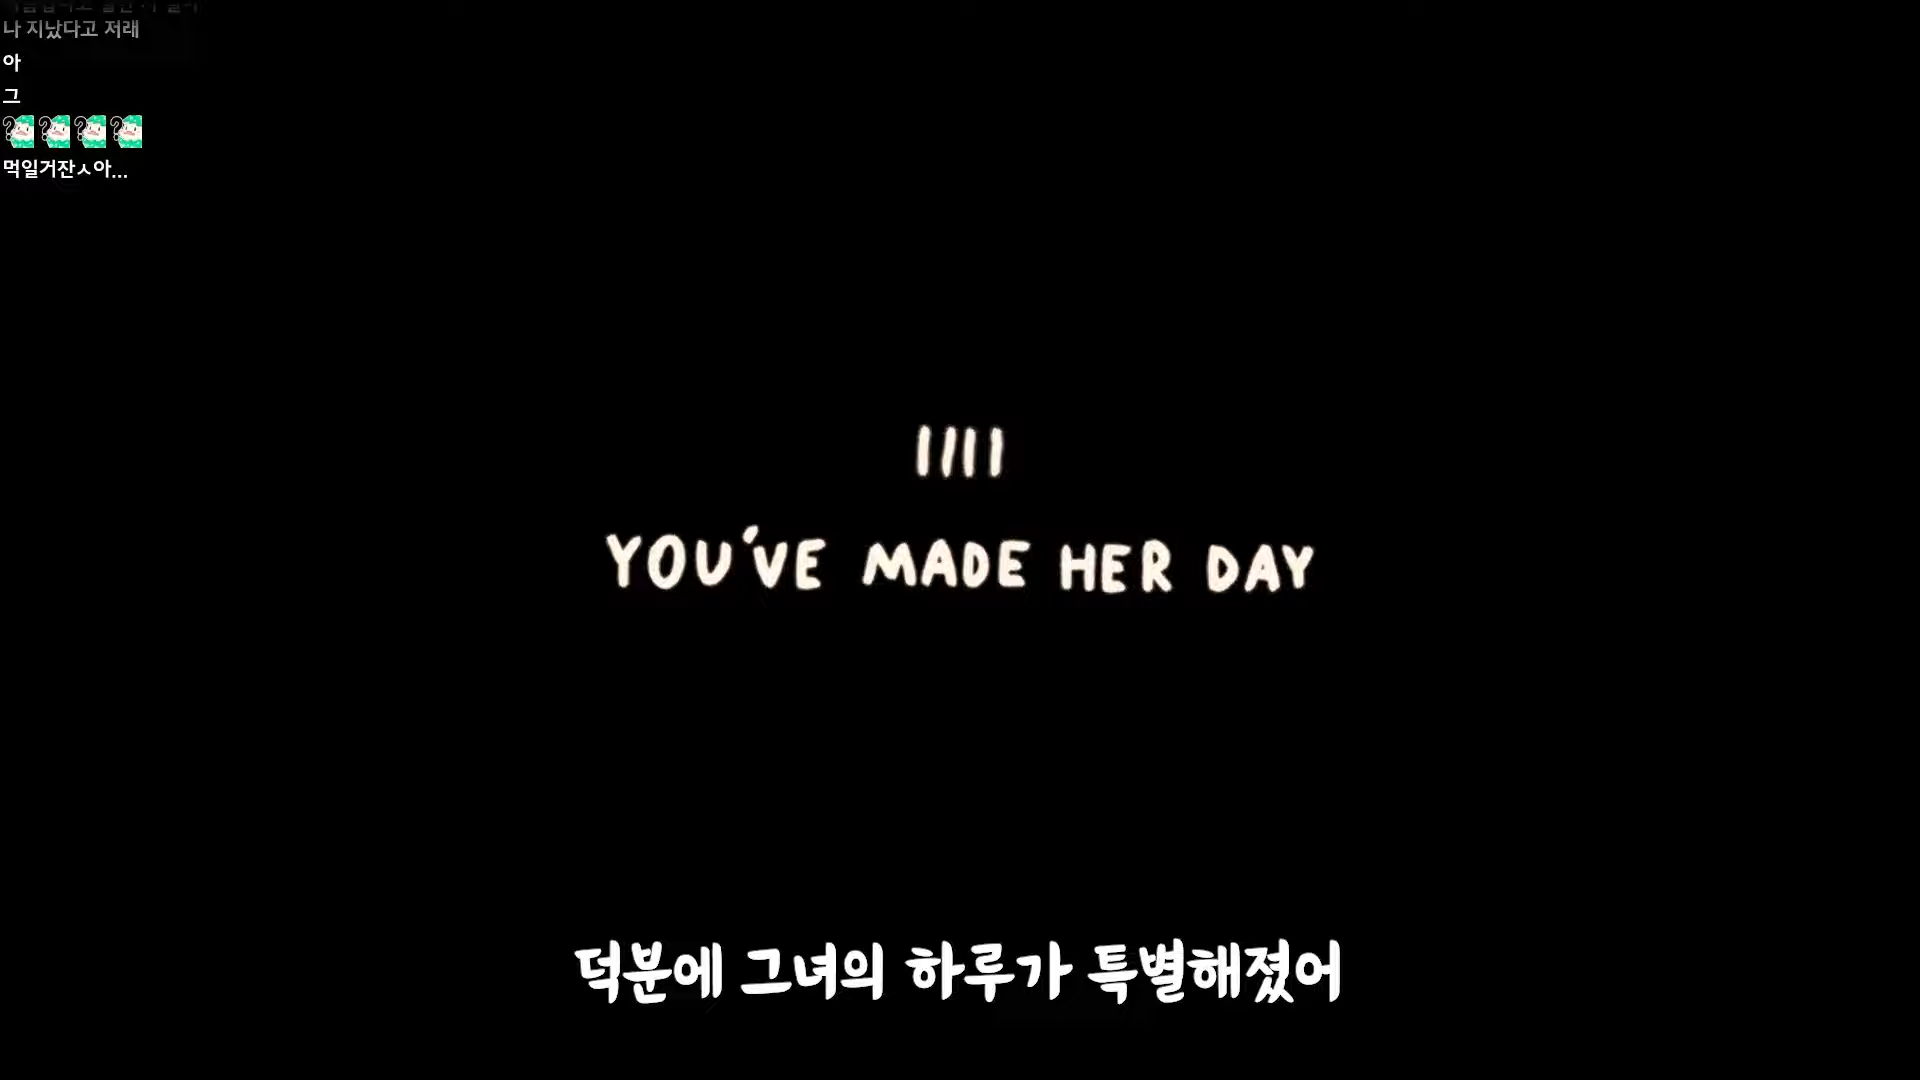 나 지났다고 저래
아
그
먹일거잔ㅅ아...
IIII
YOU'VE MADE HER DAY
덕분에 그녀의 하루가 특별해졌어